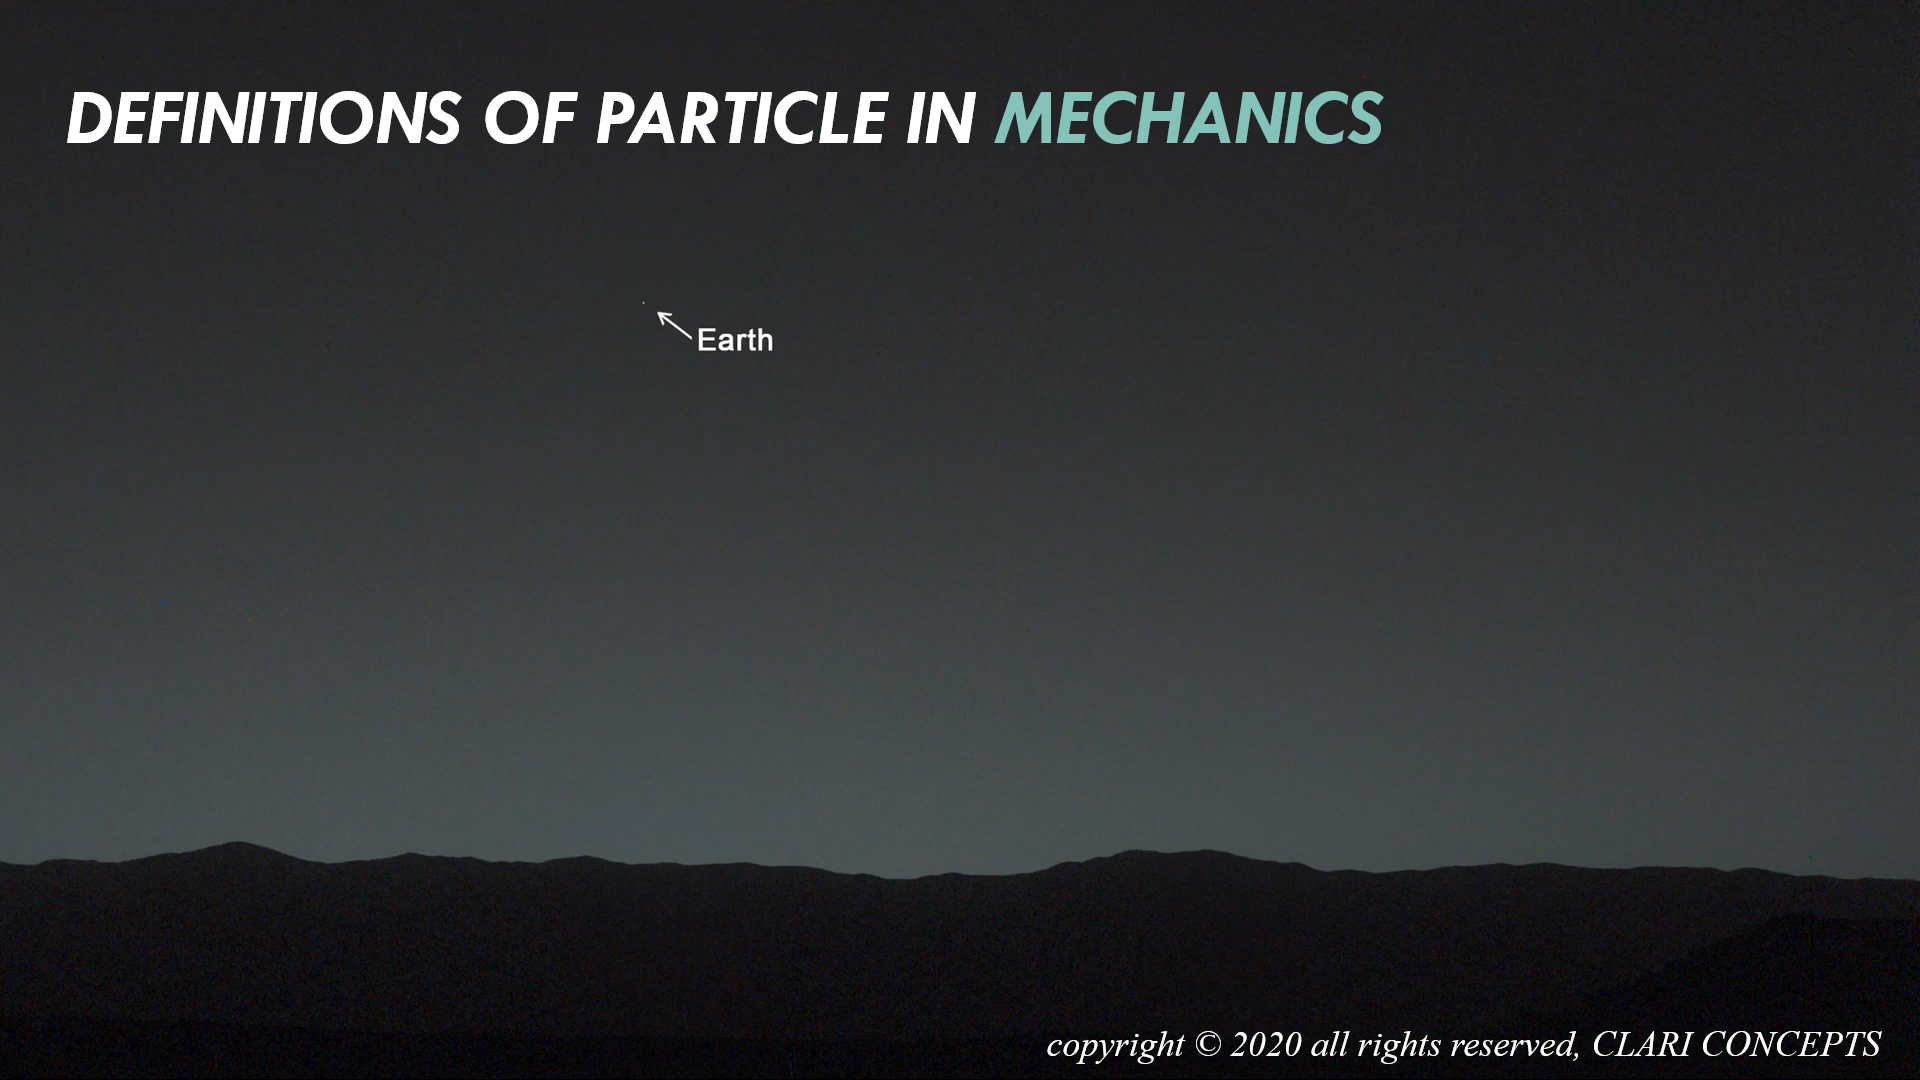 DEFINITIONS OF PARTICLE IN MECHANICS
Earth
copyright © 2020 all rights reserved, CLARI CONCEPTS